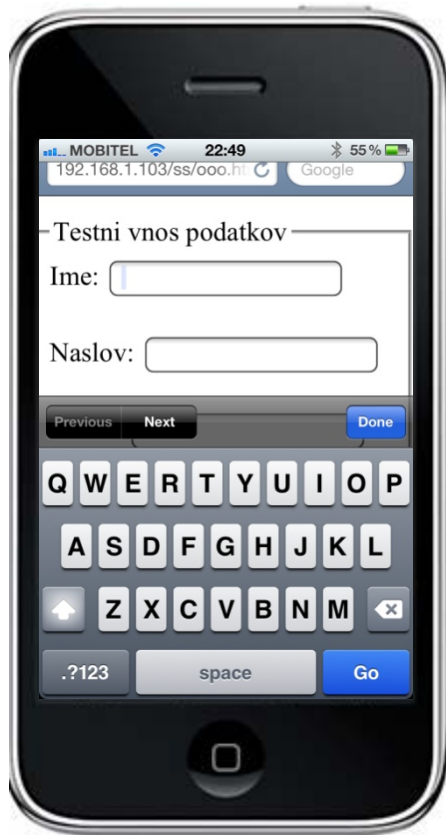 MOBITEL 22:49 55 %
192.168.1.103/ss/ooo.ht Google
Testni vnos podatkov
Ime:
Naslov:
Previous Next Done
Q W E R T Y U I O P
A S D F G H J K L
Z X C V B N M
.?123 space Go